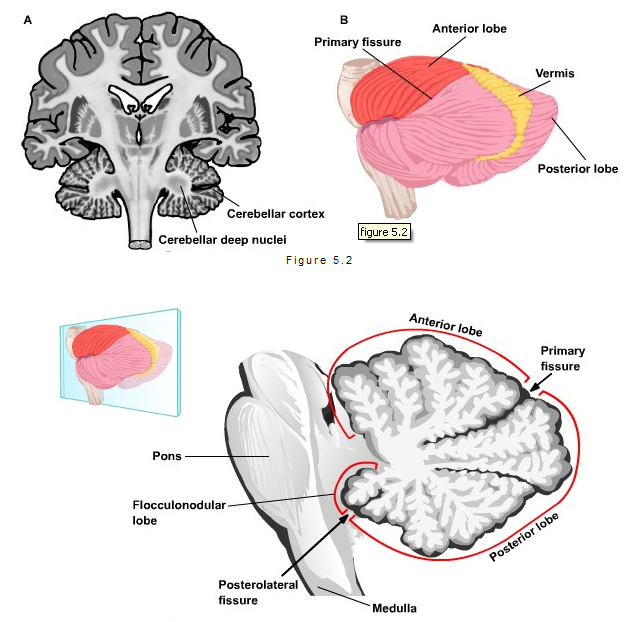 A
Cerebellar cortex
Cerebellar deep nuclei
B
Anterior lobe
Primary fissure
Vermis
Posterior lobe
figure 5.2
Figure 5.2
Anterior lobe
Primary
fissure
Pons
Flocculonodular
lobe
Posterior lobe
Posterolateral
fissure
Medulla